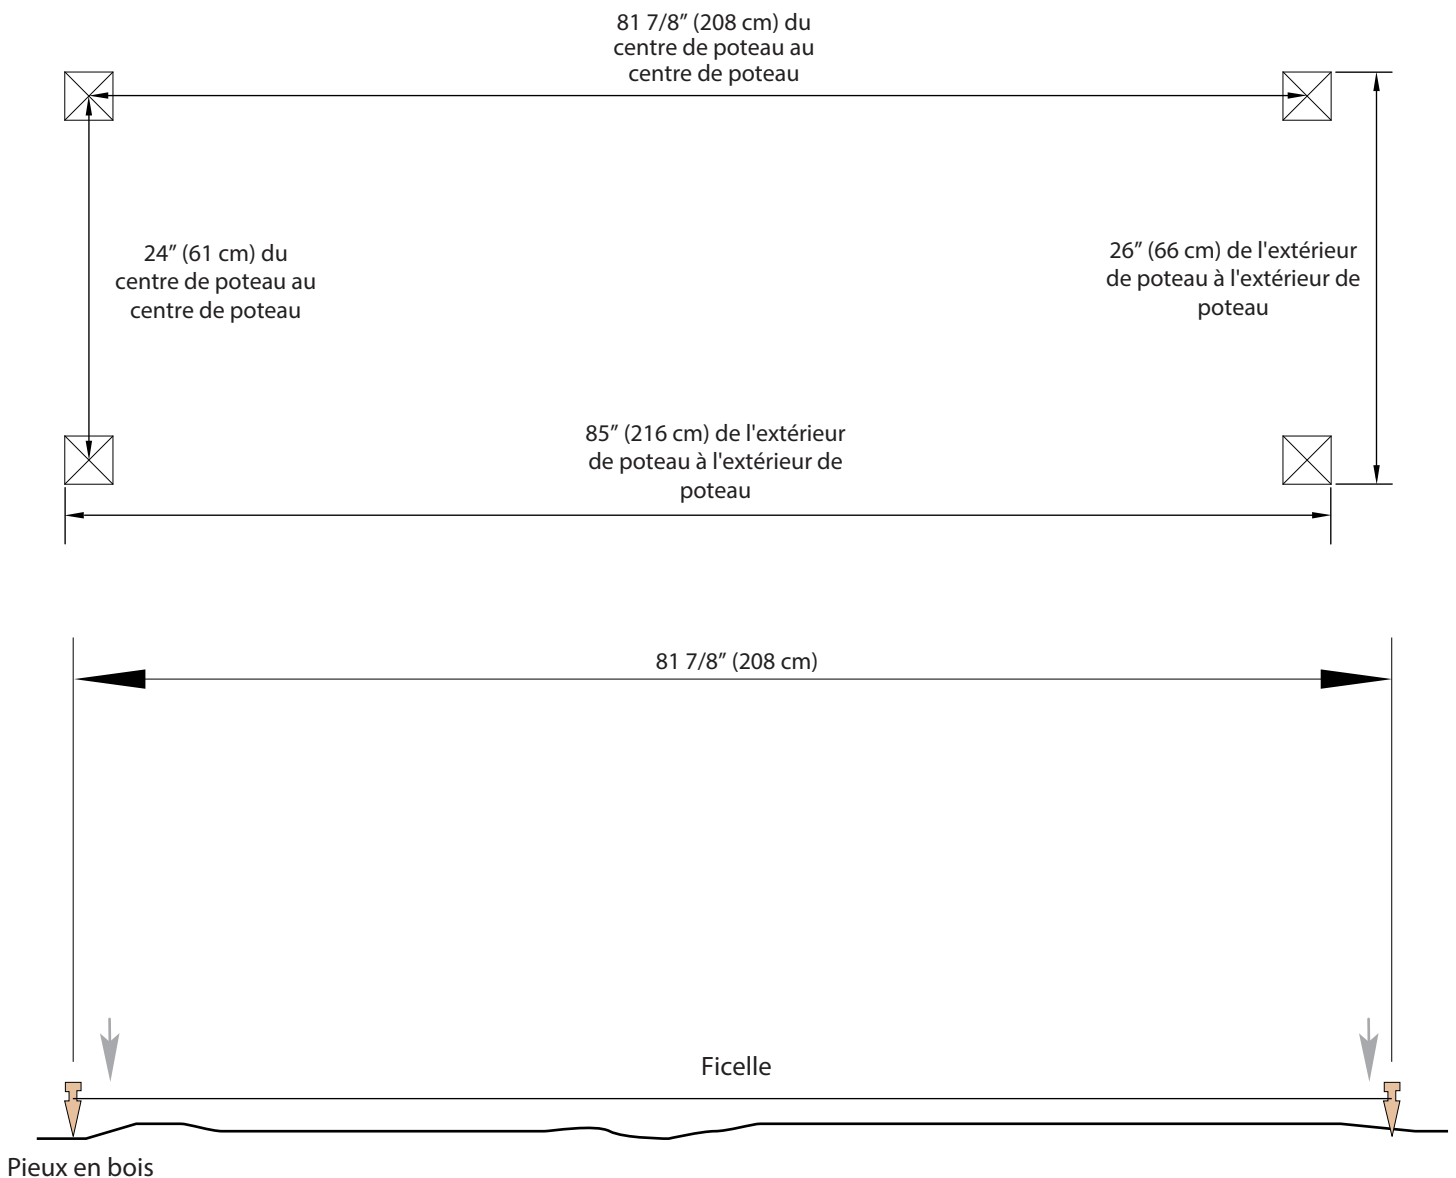 81 7/8” (208 cm) du
centre de poteau au
centre de poteau
24” (61 cm) du
centre de poteau au
centre de poteau
26” (66 cm) de l'extérieur
de poteau à l'extérieur de
poteau
85” (216 cm) de l'extérieur
de poteau à l'extérieur de
poteau
81 7/8” (208 cm)
Ficelle
Pieux en bois